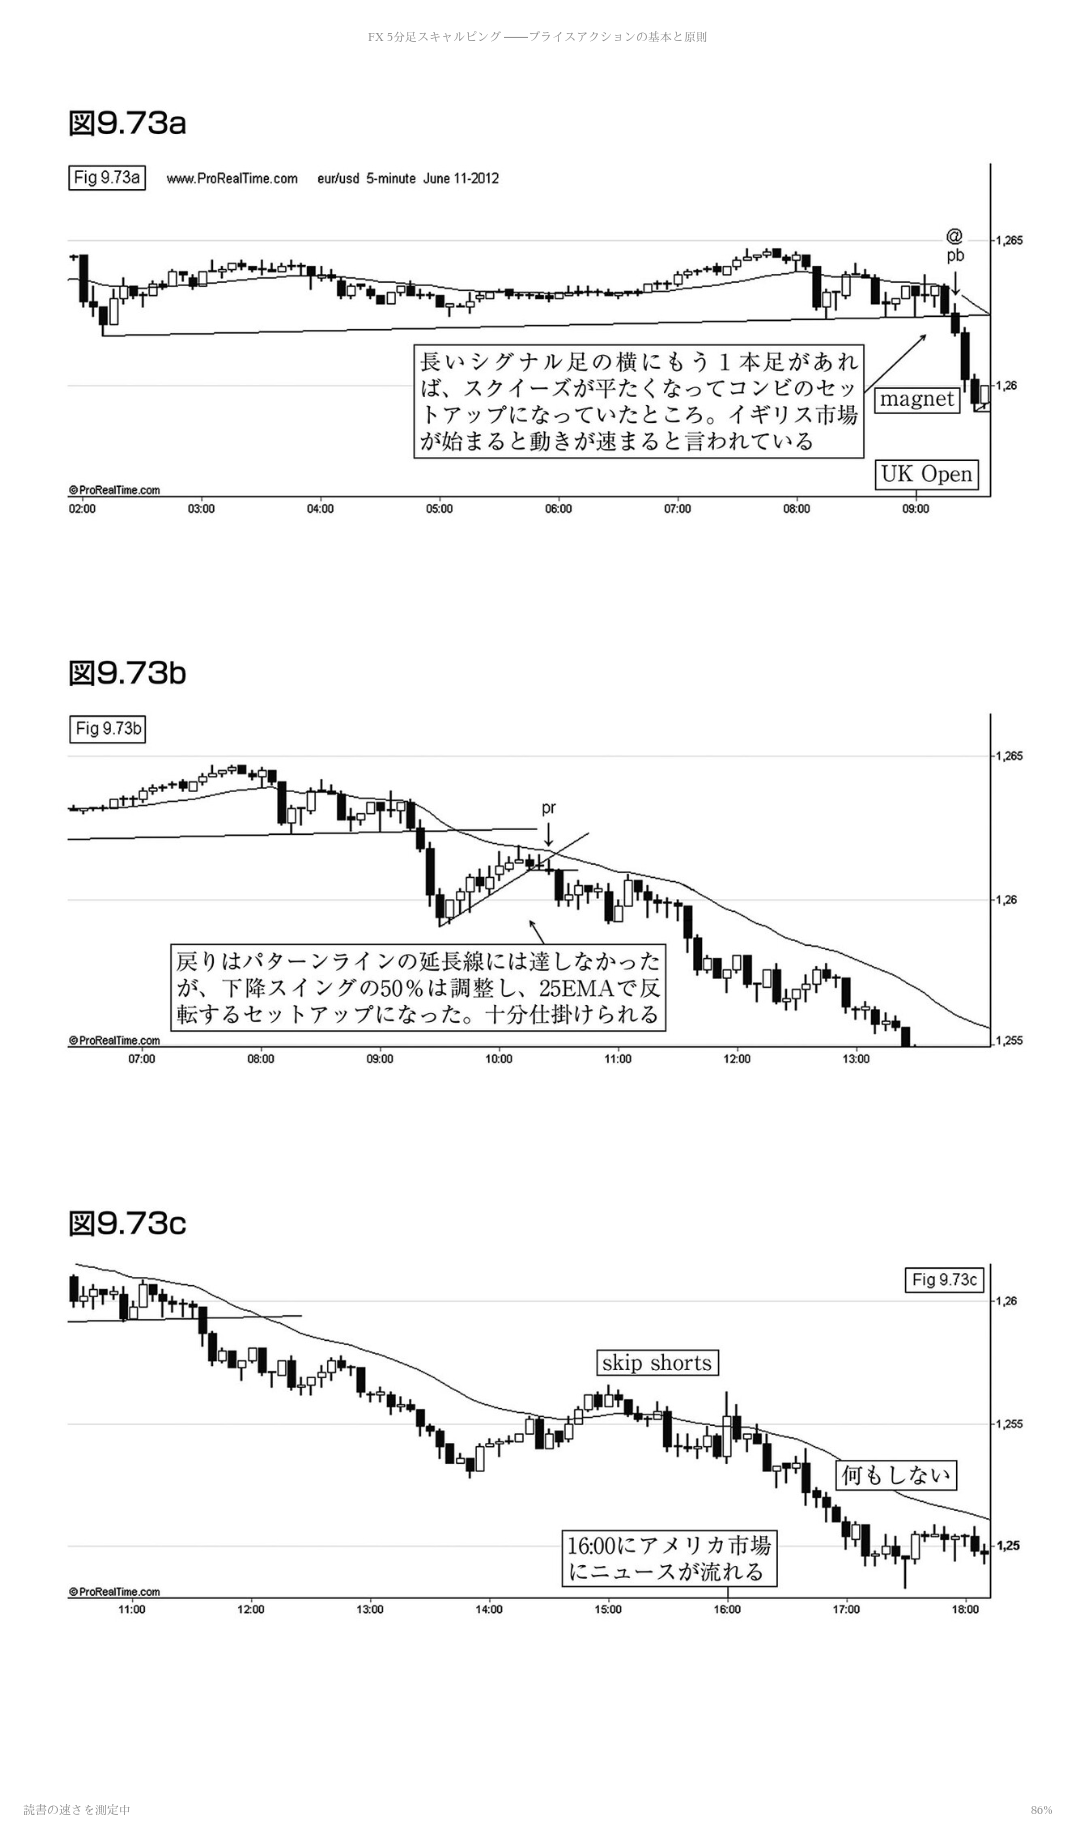 FX 5分足スキャルピング ――プライスアクションの基本と原則
図9.73a
Fig 9.73a www.ProRealTime.com eur/usd 5-minute June 11-2012
@
pb
1,265
長いシグナル足の横にもう１本足があれ
ば、スクイーズが平たくなってコンビのセッ
トアップになっていたところ。イギリス市場
が始まると動きが速まると言われている
magnet
1,26
UK Open
©ProRealTime.com
02:00 03:00 04:00 05:00 06:00 07:00 08:00 09:00
図9.73b
Fig 9.73b
1,265
pr
1,26
戻りはパターンラインの延長線には達しなかった
が、下降スイングの50％は調整し、25EMAで反
転するセットアップになった。十分仕掛けられる
©ProRealTime.com
1,255
07:00 08:00 09:00 10:00 11:00 12:00 13:00
図9.73c
Fig 9.73c
1,26
skip shorts
1,255
何もしない
16:00にアメリカ市場
にニュースが流れる
1,25
©ProRealTime.com
11:00 12:00 13:00 14:00 15:00 16:00 17:00 18:00
読書の速さを測定中
86%